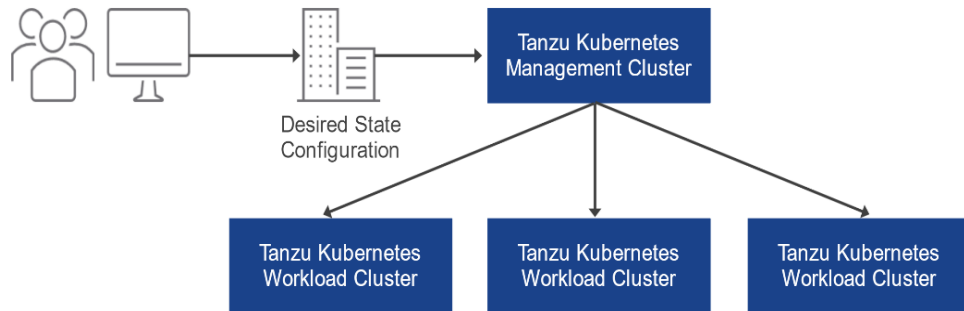 Tanzu Kubernetes
Management Cluster
Desired State
Configuration
Tanzu Kubernetes
Workload Cluster
Tanzu Kubernetes
Workload Cluster
Tanzu Kubernetes
Workload Cluster